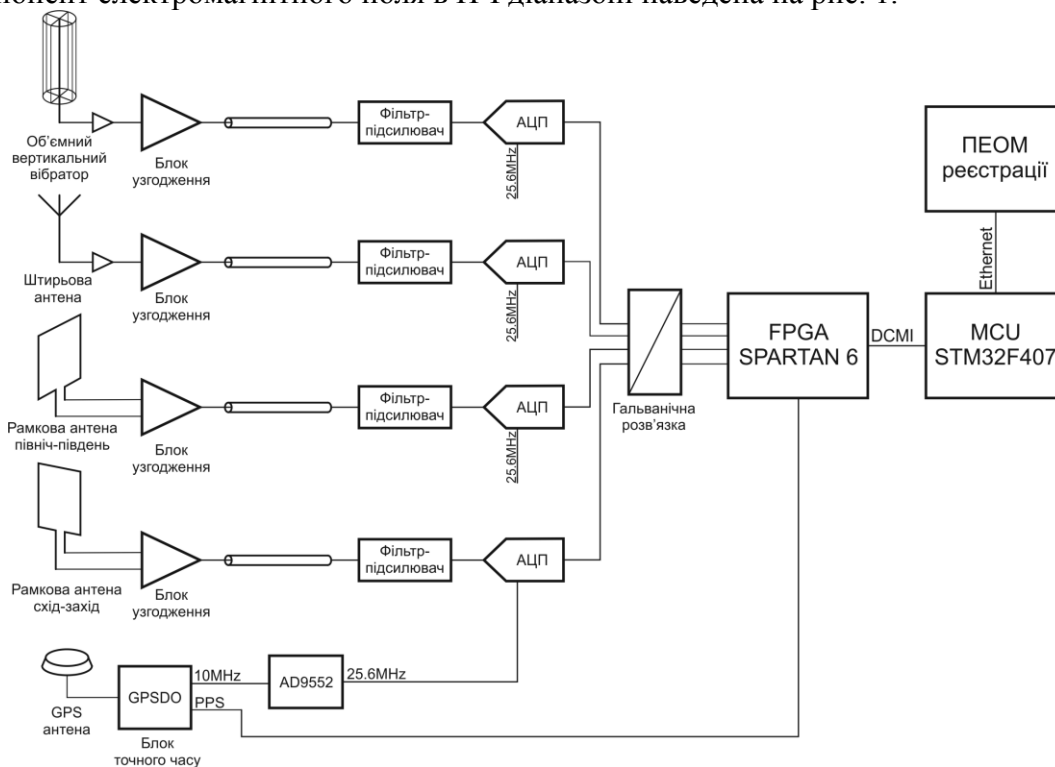 понент електромагнітного поля в НЧ діапазоні наведена на рис. 1.
Об’ємний
вертикальний
вібратор
Блок
узгодження
Фільтр-
підсилювач
АЦП
25.6MHz
Штирьова
антена
Блок
узгодження
Фільтр-
підсилювач
АЦП
25.6MHz
Рамкова антена
північ-південь
Блок
узгодження
Фільтр-
підсилювач
АЦП
25.6MHz
Рамкова антена
схід-захід
Блок
узгодження
Фільтр-
підсилювач
АЦП
Гальванічна
розв’язка
FPGA
SPARTAN 6
DCMI
MCU
STM32F407
Ethernet
ПЕОМ
реєстрації
GPS
антена
GPSDO
Блок
точного часу
10MHz
PPS
AD9552
25.6MHz